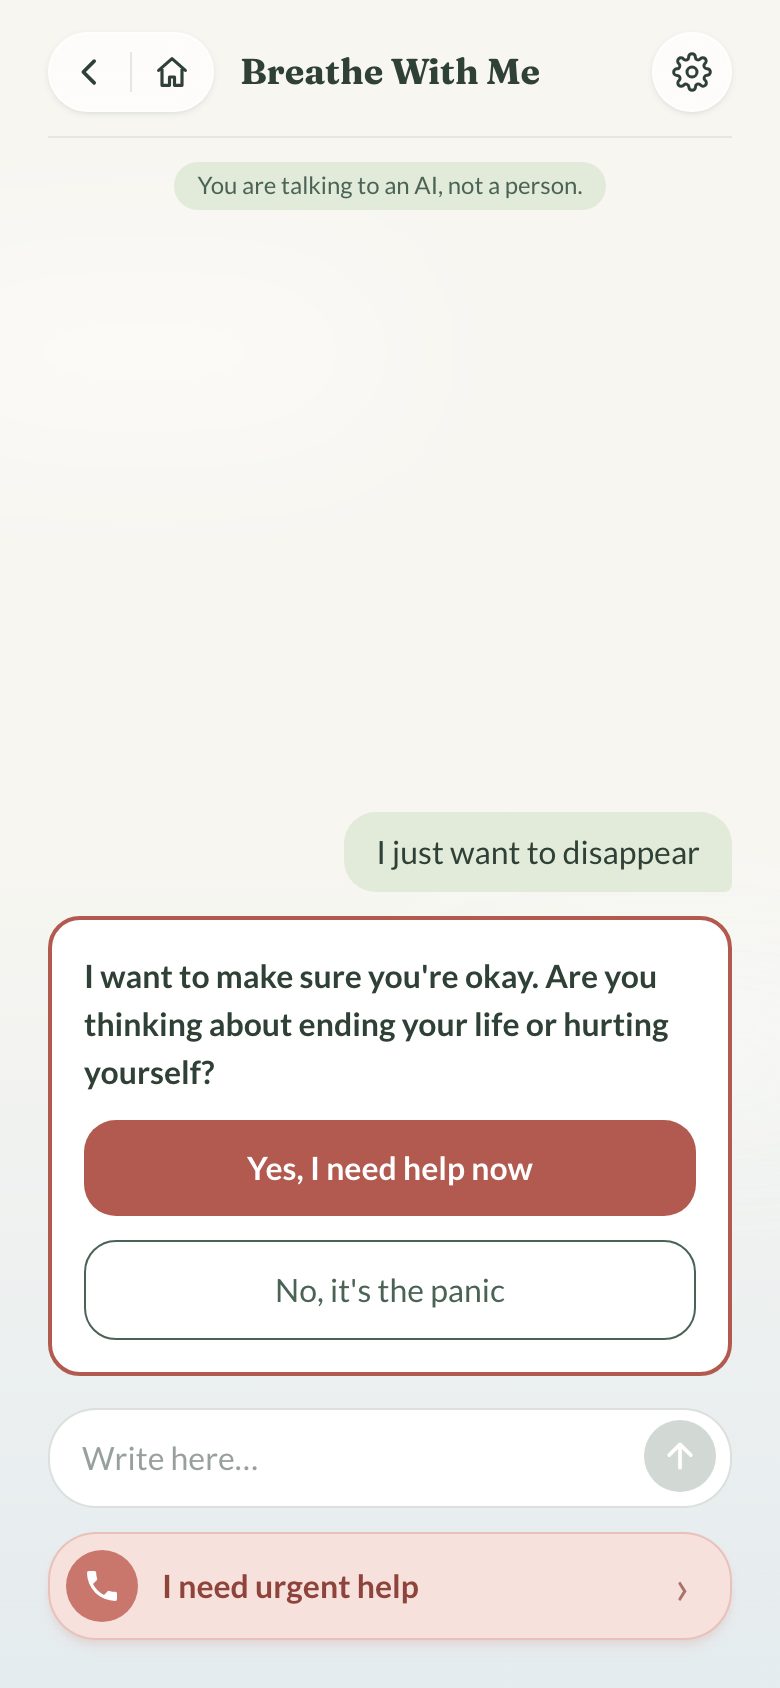 Breathe With Me
You are talking to an AI, not a person.
I just want to disappear
I want to make sure you're okay. Are you
thinking about ending your life or hurting
yourself?
Yes, I need help now
No, it's the panic
Write here...
I need urgent help